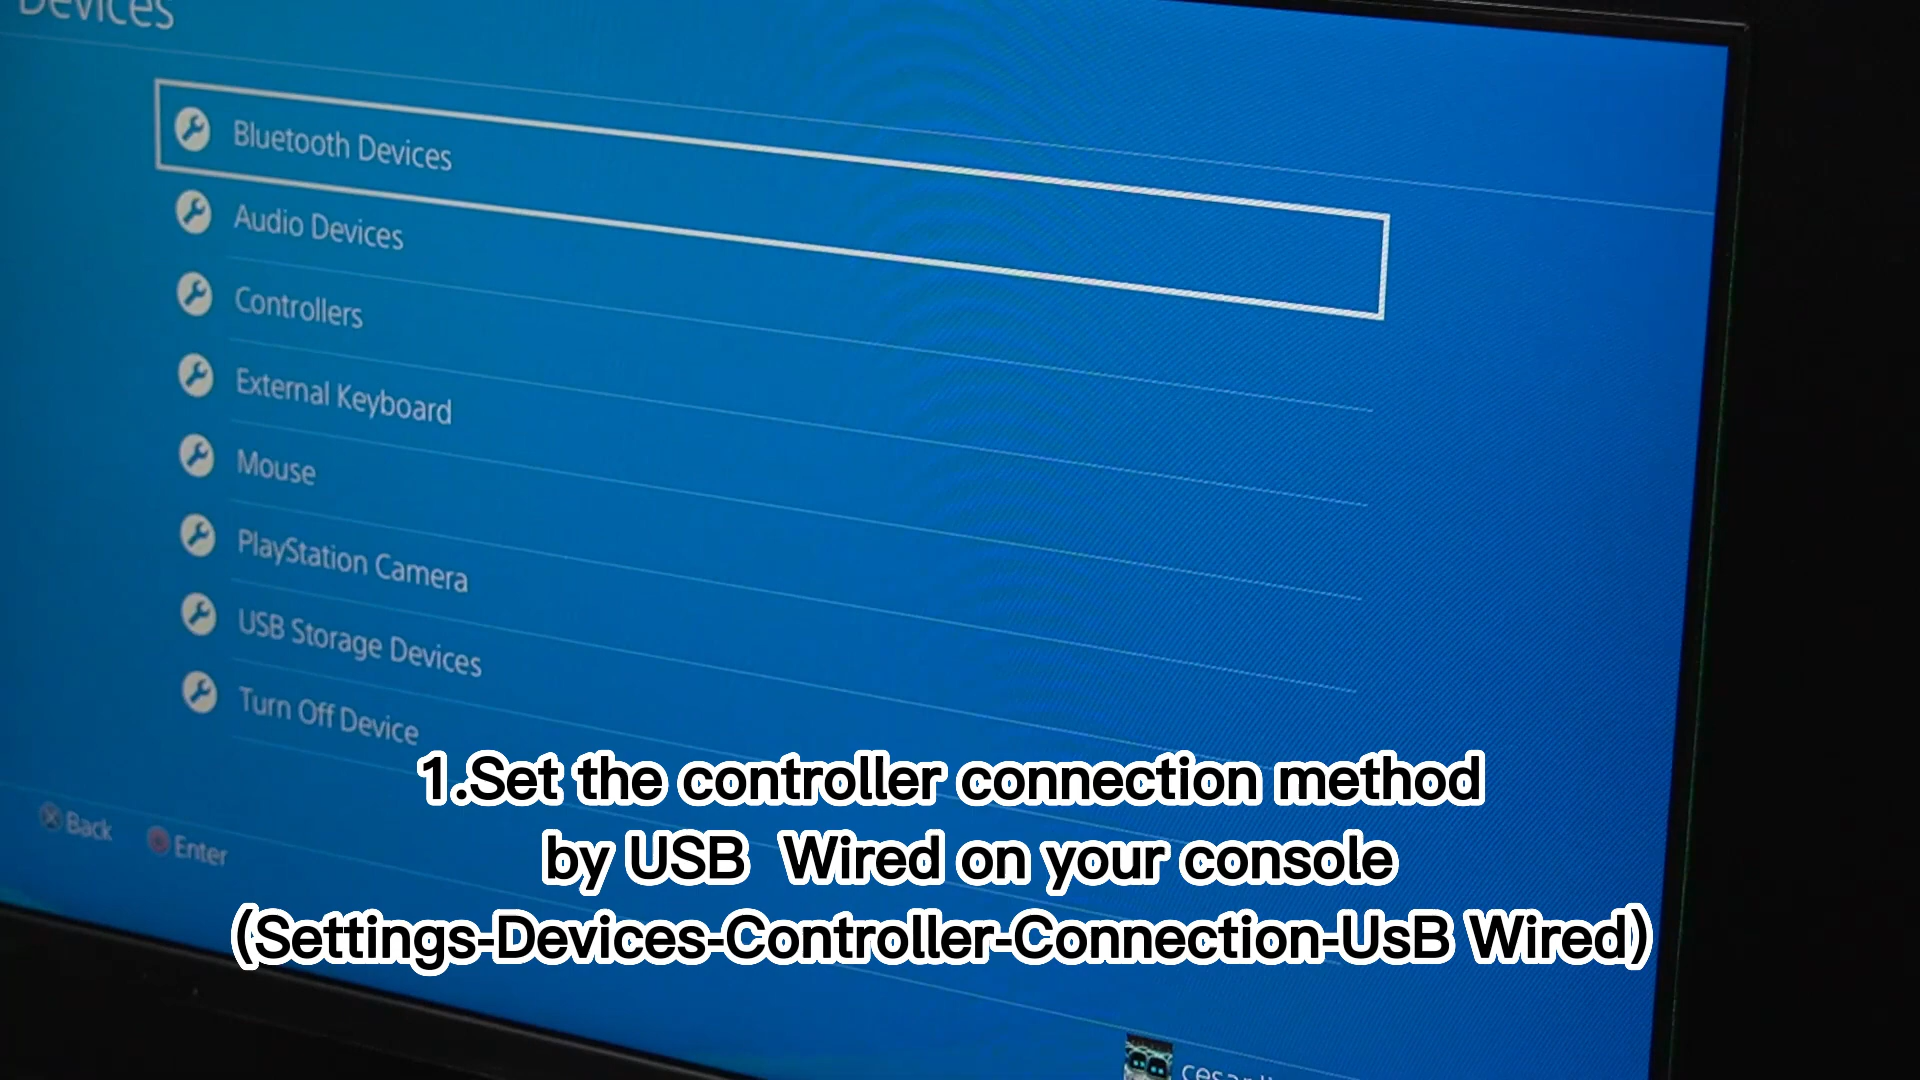 Devices
Bluetooth Devices
Audio Devices
Controllers
External Keyboard
Mouse
PlayStation Camera
USB Storage Devices
Turn Off Device
Back Enter
1.Set the controller connection method
by USB Wired on your console
(Settings-Devices-Controller-Connection-UsB Wired)